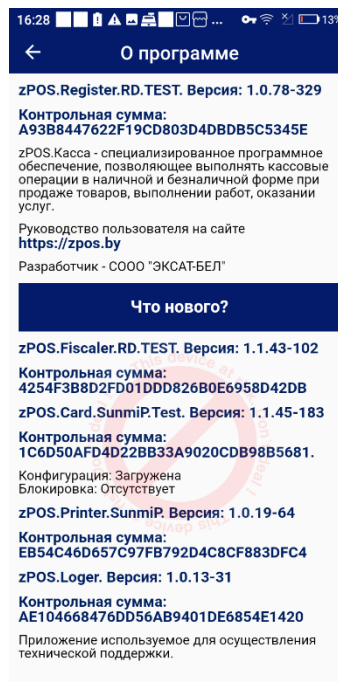 16:28 ... 13%
О программе
zPOS.Register.RD.TEST. Версия: 1.0.78-329
Контрольная сумма:
A93B8447622F19CD803D4DBDB5C5345E
zPOS.Касса - специализированное программное
обеспечение, позволяющее выполнять кассовые
операции в наличной и безналичной форме при
продаже товаров, выполнении работ, оказании
услуг.
Руководство пользователя на сайте
https://zpos.by
Разработчик - СООО "ЭКСАТ-БЕЛ"
Что нового?
zPOS.Fiscaler.RD.TEST. Версия: 1.1.43-102
Контрольная сумма:
4254F3B8D2FD01DDD826B0E6958D42DB
zPOS.Card.SunmiP.Test. Версия: 1.1.45-183
Контрольная сумма:
1C6D50AFD4D22BB33A9020CDB98B5681.
Конфигурация: Загружена
Блокировка: Отсутствует
zPOS.Printer.SunmiP. Версия: 1.0.19-64
Контрольная сумма:
EB54C46D657C97FB792D4C8CF883DFC4
zPOS.Loger. Версия: 1.0.13-31
Контрольная сумма:
AE104668476DD56AB9401DE6854E1420
Приложение используемое для осуществления
технической поддержки.
This device